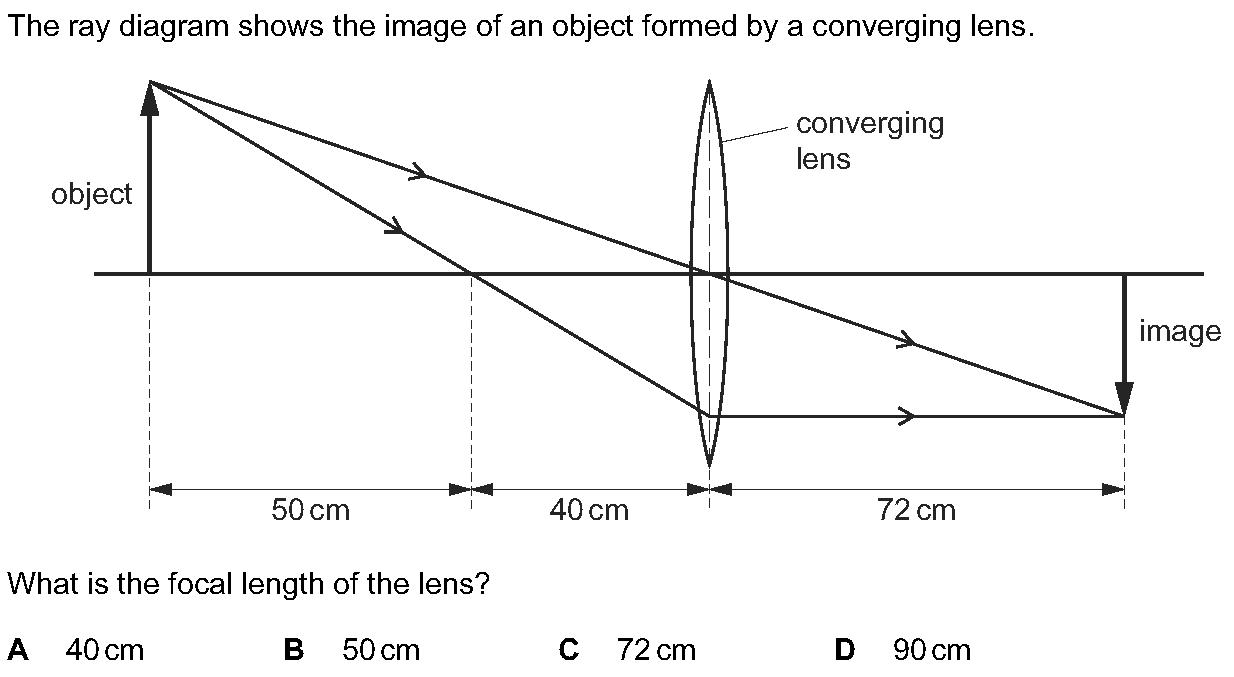 The ray diagram shows the image of an object formed by a converging lens.
converging
lens
object
image
50 cm
40 cm
72 cm
What is the focal length of the lens?
A 40 cm B 50 cm C 72 cm D 90 cm